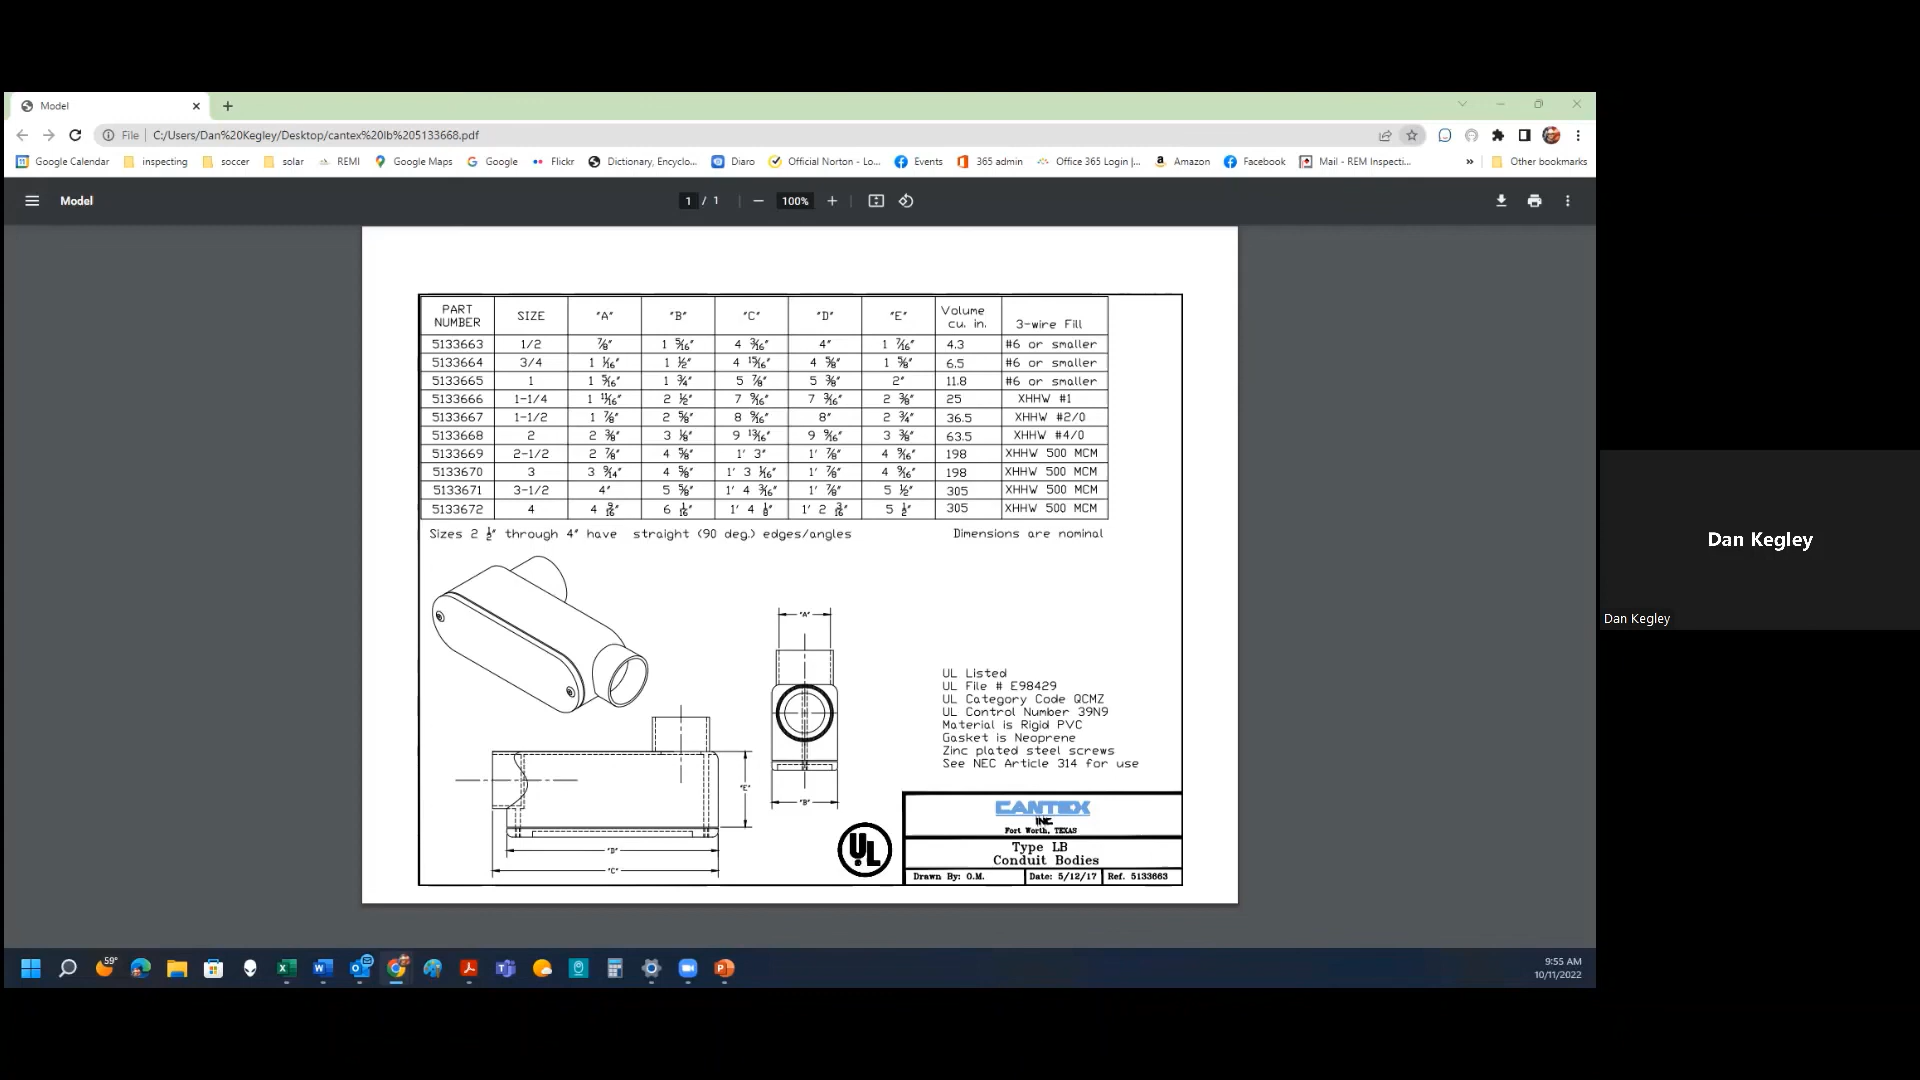 Model
File C:/Users/Dan%20Kegley/Desktop/cantex%20lb%205133668.pdf
Google Calendar inspecting soccer solar REMI Google Maps Google Flickr Dictionary, Encyclo... Diaro Official Norton - Lo... Events 365 admin Office 365 Login |... Amazon Facebook Mail - REM Inspecti... » Other bookmarks
Model 1 / 1 100%
PART NUMBER SIZE "A" "B" "C" "D" "E" Volume cu. in. 3-wire Fill
5133663 1/2 7/8" 1 5/16" 4 3/16" 4" 1 7/16" 4.3 #6 or smaller
5133664 3/4 1 1/16" 1 1/2" 4 15/16" 4 5/8" 1 5/8" 6.5 #6 or smaller
5133665 1 1 5/16" 1 3/4" 5 7/8" 5 3/8" 2" 11.8 #6 or smaller
5133666 1-1/4 1 11/16" 2 1/2" 7 9/16" 7 3/16" 2 3/8" 25 XHHW #1
5133667 1-1/2 1 7/8" 2 5/8" 8 9/16" 8" 2 3/4" 36.5 XHHW #2/0
5133668 2 2 3/8" 3 1/8" 9 13/16" 9 9/16" 3 3/8" 63.5 XHHW #4/0
5133669 2-1/2 2 7/8" 4 5/8" 1' 3" 1' 7/8" 4 9/16" 198 XHHW 500 MCM
5133670 3 3 9/14" 4 5/8" 1' 3 1/16" 1' 7/8" 4 9/16" 198 XHHW 500 MCM
5133671 3-1/2 4" 5 5/8" 1' 4 3/16" 1' 7/8" 5 1/2" 305 XHHW 500 MCM
5133672 4 4 9/16" 6 1/16" 1' 4 1/8" 1' 2 3/16" 5 1/2" 305 XHHW 500 MCM
Sizes 2 1/2" through 4" have straight (90 deg.) edges/angles Dimensions are nominal
"A"
"B"
"E"
"D"
"C"
UL Listed
UL File # E98429
UL Category Code QCMZ
UL Control Number 39N9
Material is Rigid PVC
Gasket is Neoprene
Zinc plated steel screws
See NEC Article 314 for use
UL
CANTEX
INC.
Fort Worth, TEXAS
Type LB
Conduit Bodies
Drawn By: O.M. Date: 5/12/17 Ref. 5133663
Dan Kegley
Dan Kegley
59°
9:55 AM
10/11/2022